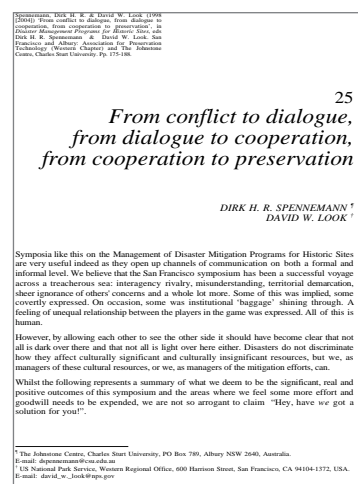 Spennemann, Dirk H. R. & David W. Look (1998
[2004]) 'From conflict to dialogue, from dialogue to
cooperation, from cooperation to preservation', in
Disaster Management Programs for Historic Sites, eds
Dirk H. R. Spennemann & David W. Look. San
Francisco and Albury: Association for Preservation
Technology (Western Chapter) and The Johnstone
Centre, Charles Sturt University. Pp. 175-188.
25
From conflict to dialogue,
from dialogue to cooperation,
from cooperation to preservation
DIRK H. R. SPENNEMANN ¶
DAVID W. LOOK †
Symposia like this on the Management of Disaster Mitigation Programs for Historic Sites
are very useful indeed as they open up channels of communication on both a formal and
informal level. We believe that the San Francisco symposium has been a successful voyage
across a treacherous sea: interagency rivalry, misunderstanding, territorial demarcation,
sheer ignorance of others' concerns and a whole lot more. Some of this was implied, some
covertly expressed. On occasion, some was institutional 'baggage' shining through. A
feeling of unequal relationship between the players in the game was expressed. All of this is
human.
However, by allowing each other to see the other side it should have become clear that not
all is dark over there and that not all is light over here either. Disasters do not discriminate
how they affect culturally significant and culturally insignificant resources, but we, as
managers of these cultural resources, or we, as managers of the mitigation efforts, can.
Whilst the following represents a summary of what we deem to be the significant, real and
positive outcomes of this symposium and the areas where we feel some more effort and
goodwill needs to be expended, we are not so arrogant to claim "Hey, have we got a
solution for you!".
¶ The Johnstone Centre, Charles Sturt University, PO Box 789, Albury NSW 2640, Australia.
E-mail: dspennemann@csu.edu.au
† US National Park Service, Western Regional Office, 600 Harrison Street, San Francisco, CA 94104-1372, USA.
E-mail: david_w._look@nps.gov